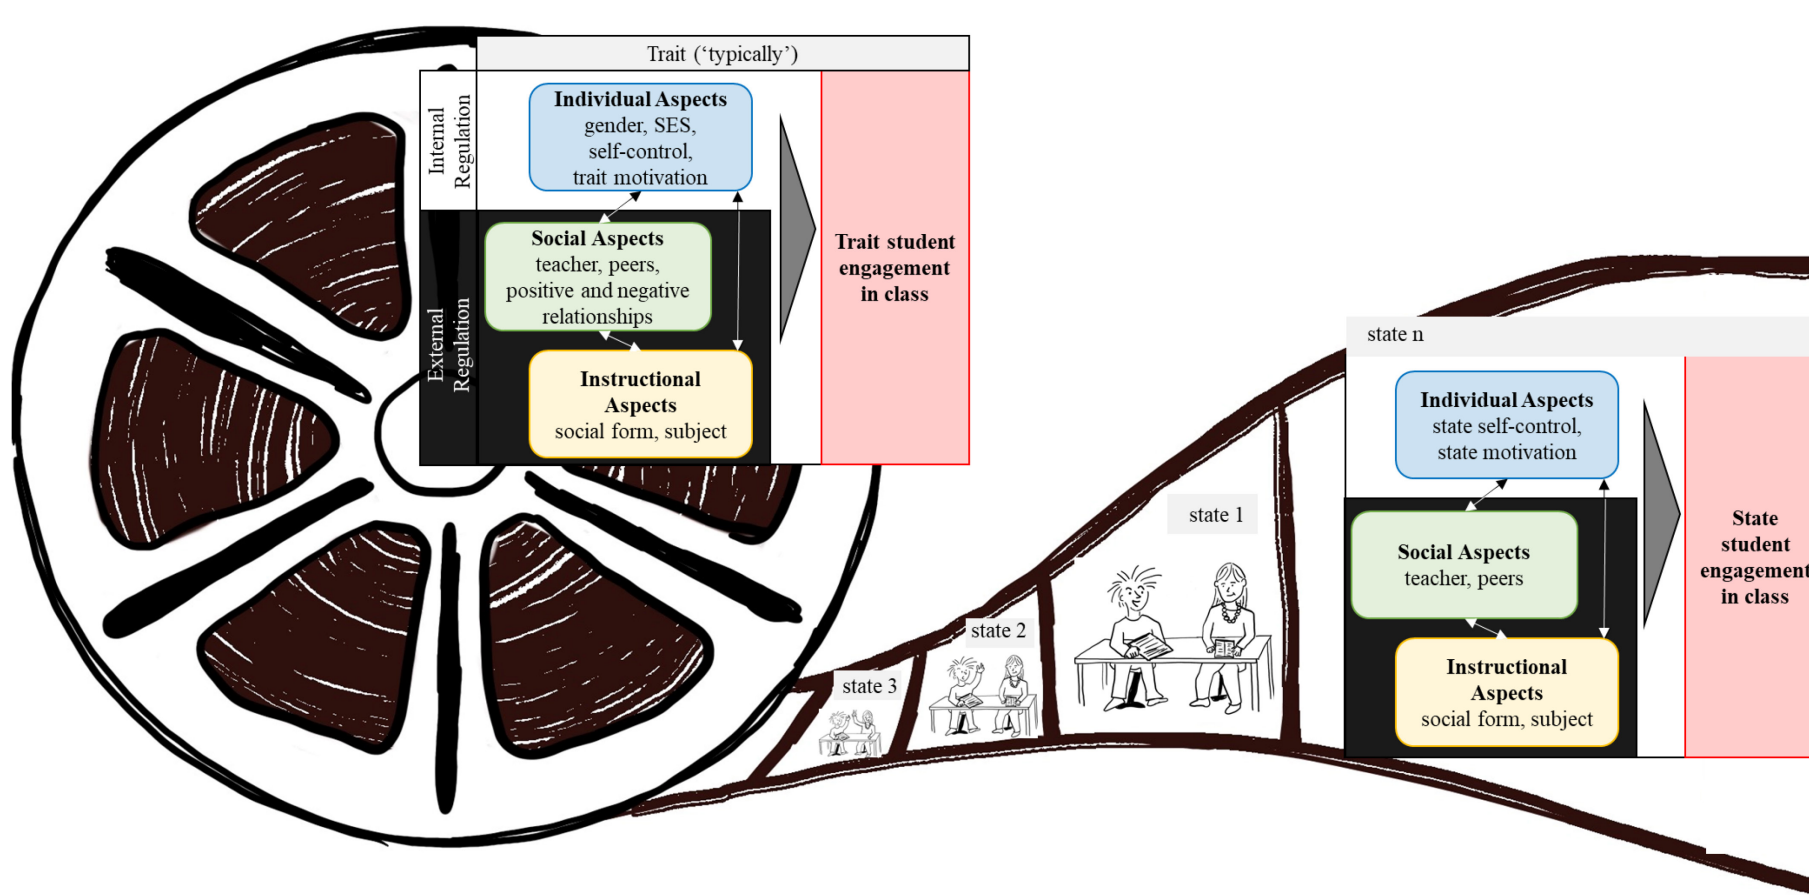 Trait (‘typically’)
Internal
Regulation
Individual Aspects
gender, SES,
self-control,
trait motivation
External
Regulation
Social Aspects
teacher, peers,
positive and negative
relationships
Instructional
Aspects
social form, subject
Trait student
engagement
in class
state 3
state 2
state 1
state n
Individual Aspects
state self-control,
state motivation
Social Aspects
teacher, peers
Instructional
Aspects
social form, subject
State
student
engagement
in class